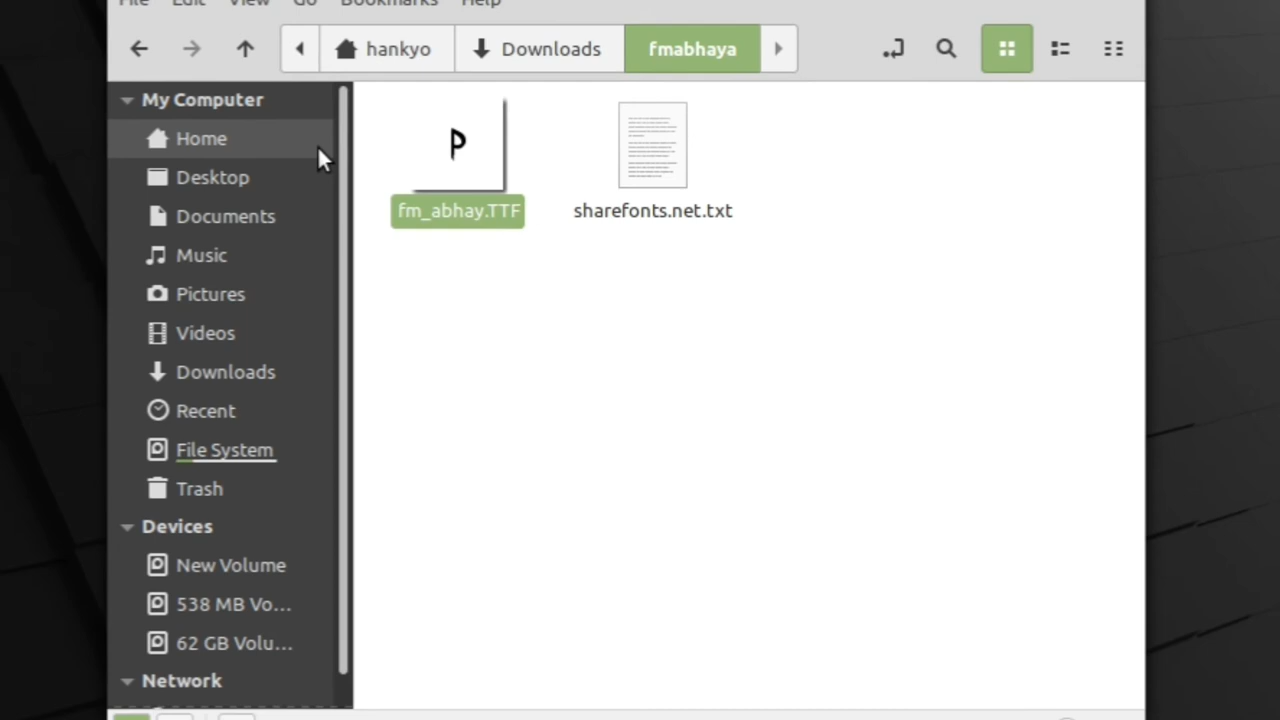 File Edit View Go Bookmarks Help
hankyo Downloads fmabhaya
My Computer
Home
Desktop
Documents
Music
Pictures
Videos
Downloads
Recent
File System
Trash
Devices
New Volume
538 MB Vo...
62 GB Volu...
Network
fm_abhay.TTF
sharefonts.net.txt